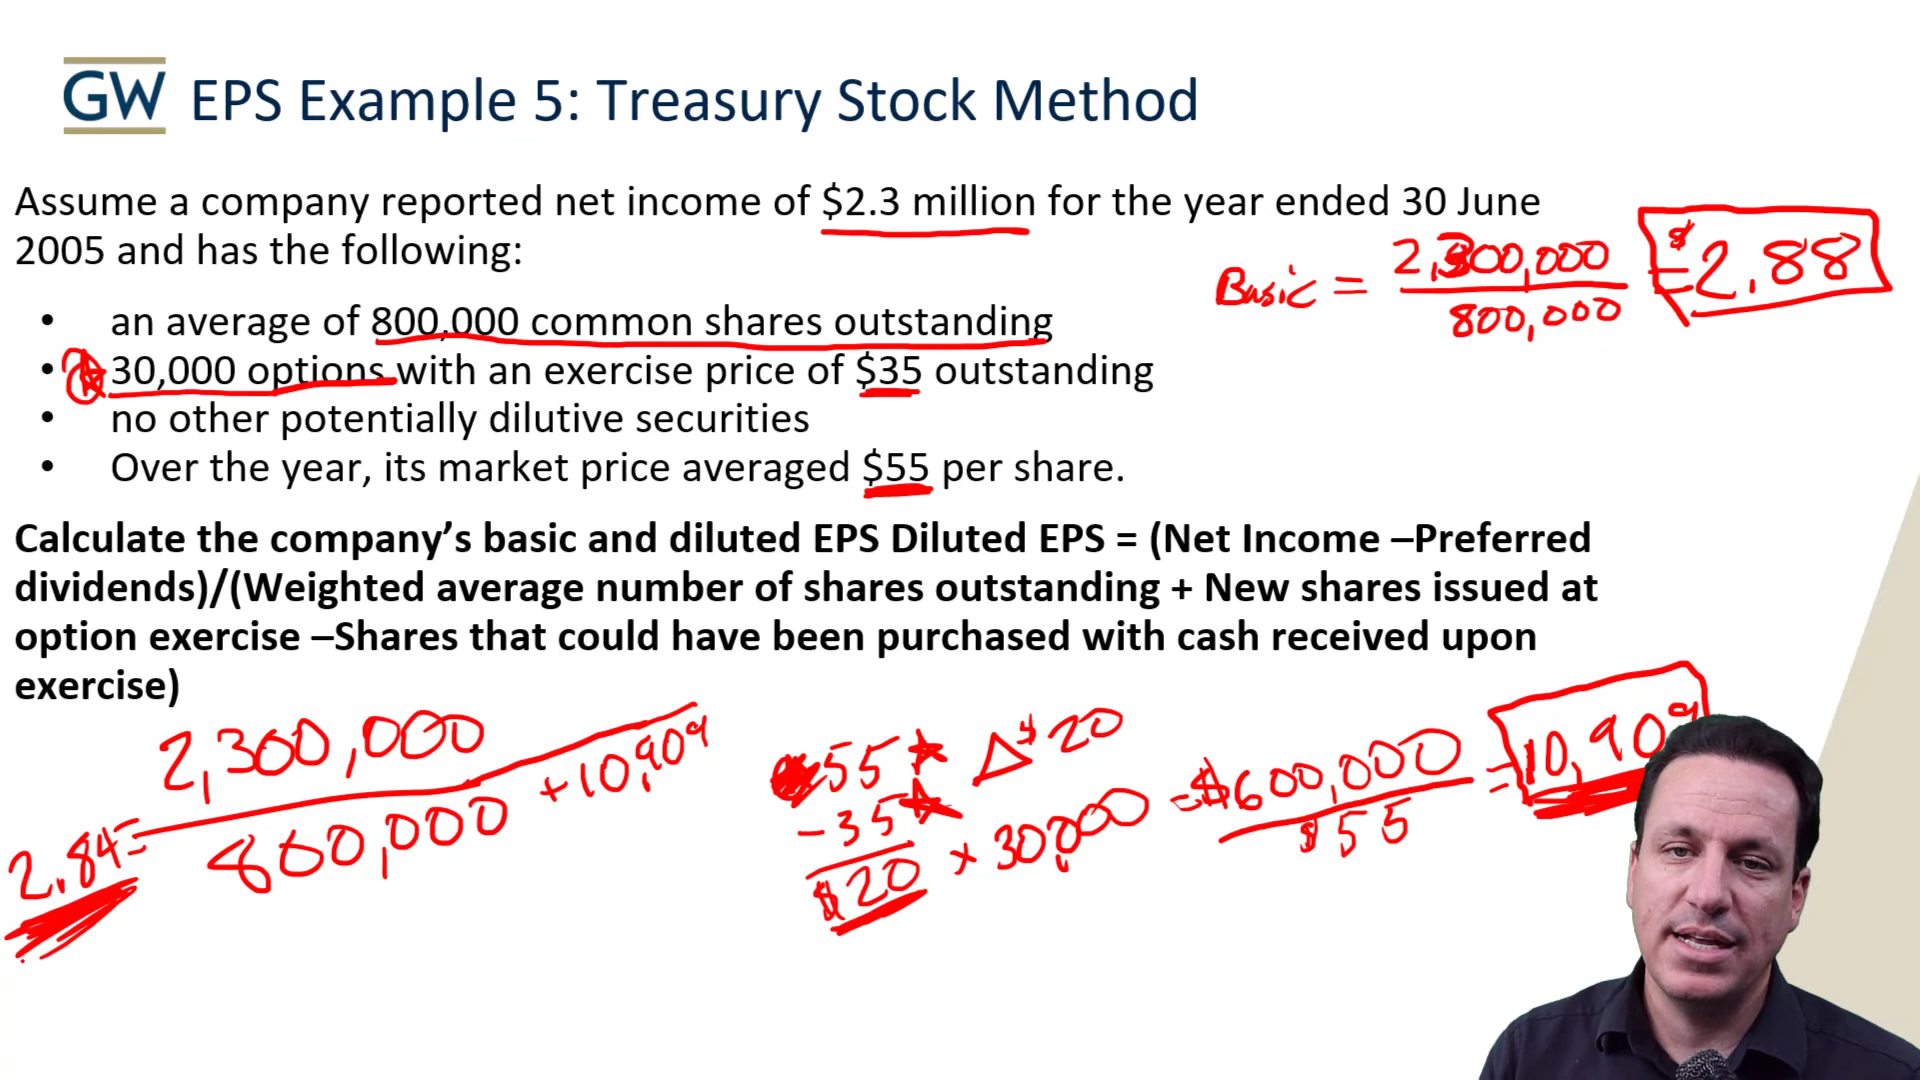 GW EPS Example 5: Treasury Stock Method
Assume a company reported net income of $2.3 million for the year ended 30 June
2005 and has the following:
Basic = 2,300,000 / 800,000 = $2.88
• an average of 800,000 common shares outstanding
• 30,000 options with an exercise price of $35 outstanding
• no other potentially dilutive securities
• Over the year, its market price averaged $55 per share.
Calculate the company’s basic and diluted EPS Diluted EPS = (Net Income –Preferred
dividends)/(Weighted average number of shares outstanding + New shares issued at
option exercise –Shares that could have been purchased with cash received upon
exercise)
2,300,000
800,000 + 10,909
2.84 =
55 Δ $20
- 35
$20 x 30,000 = $600,000 / $55 = 10,909